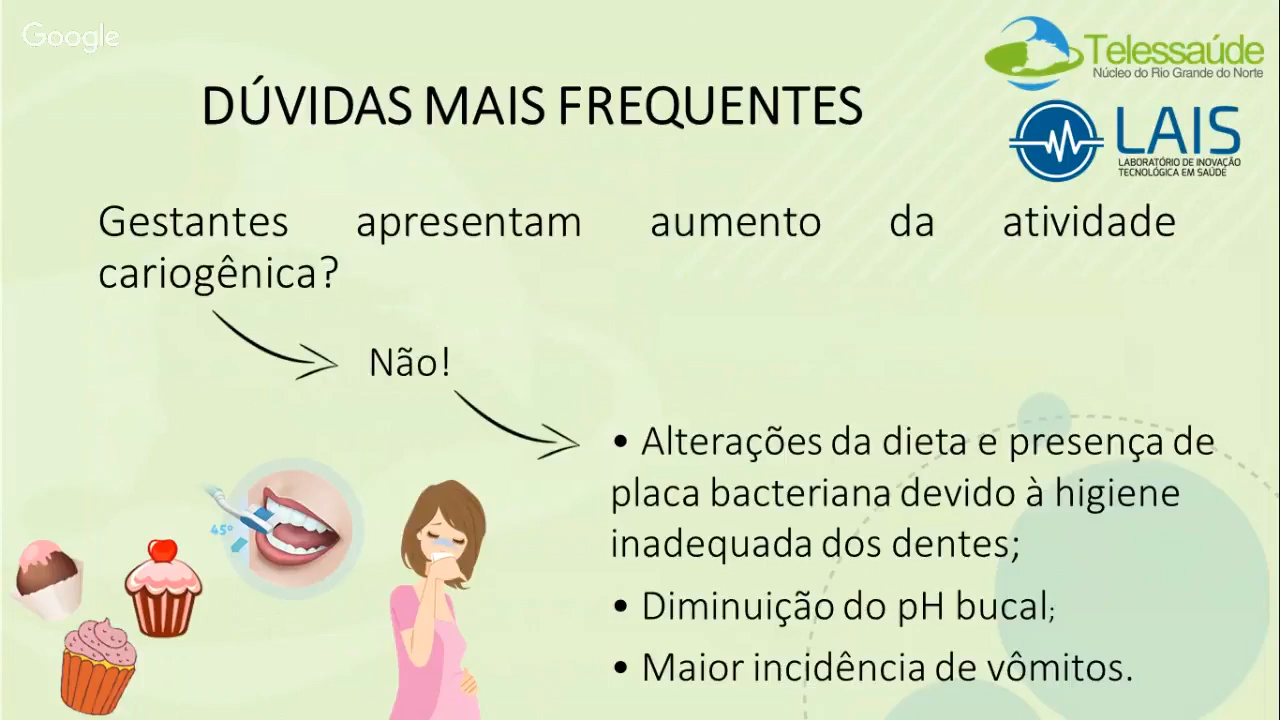 Google
Telessaúde
Núcleo do Rio Grande do Norte
DÚVIDAS MAIS FREQUENTES
LAIS
LABORATÓRIO DE INOVAÇÃO
TECNOLÓGICA EM SAÚDE
Gestantes apresentam aumento da atividade
cariogênica?
Não!
• Alterações da dieta e presença de
placa bacteriana devido à higiene
inadequada dos dentes;
• Diminuição do pH bucal;
• Maior incidência de vômitos.
45º